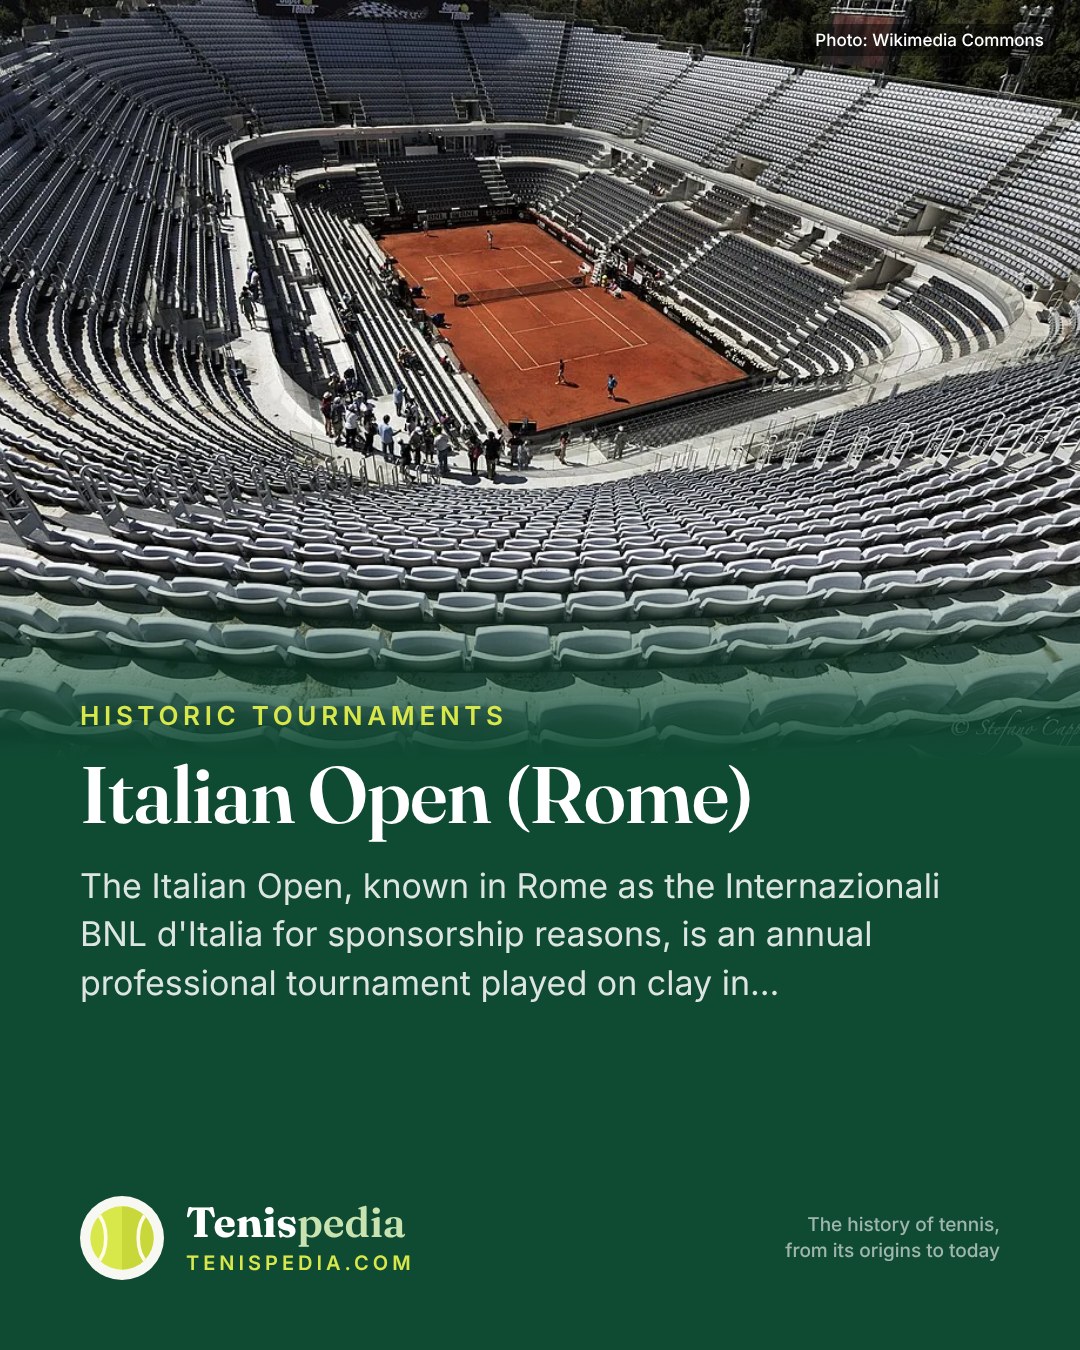 Photo: Wikimedia Commons
HISTORIC TOURNAMENTS
Italian Open (Rome)
The Italian Open, known in Rome as the Internazionali
BNL d'Italia for sponsorship reasons, is an annual
professional tournament played on clay in...
Tenispedia
TENISPEDIA.COM
The history of tennis,
from its origins to today